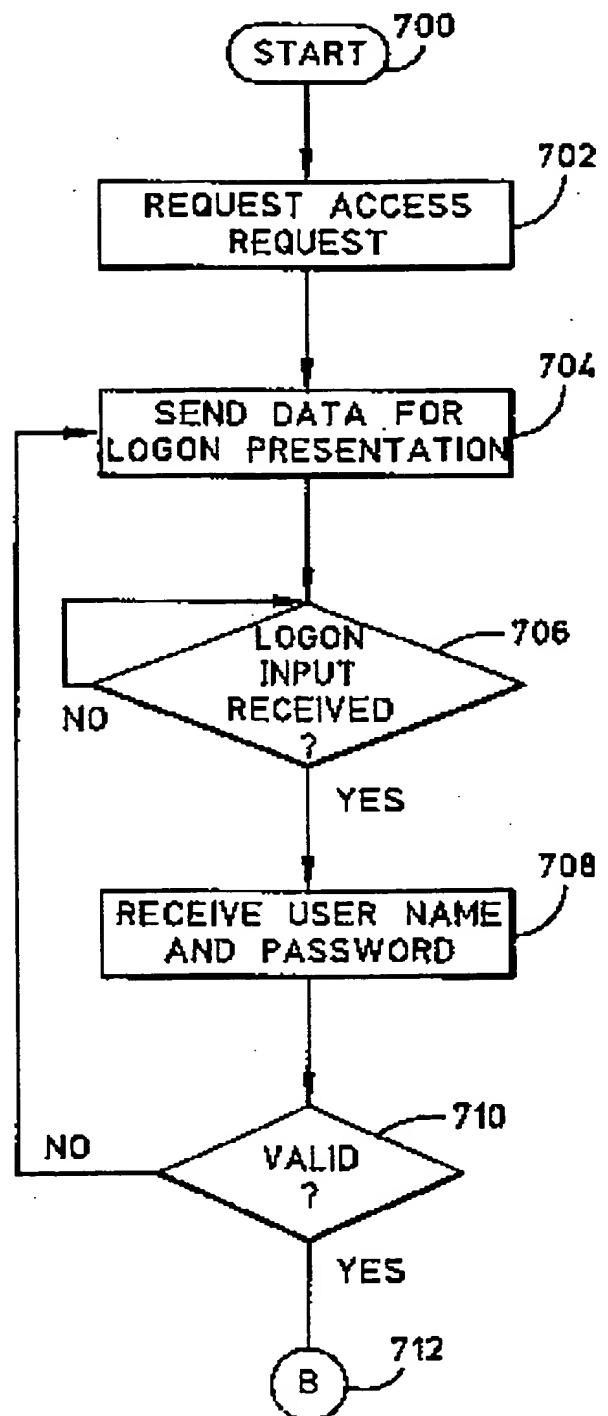 700
START
702
REQUEST ACCESS
REQUEST
704
SEND DATA FOR
LOGON PRESENTATION
706
LOGON
INPUT
RECEIVED
?
NO
YES
708
RECEIVE USER NAME
AND PASSWORD
710
NO
VALID
?
YES
B
712